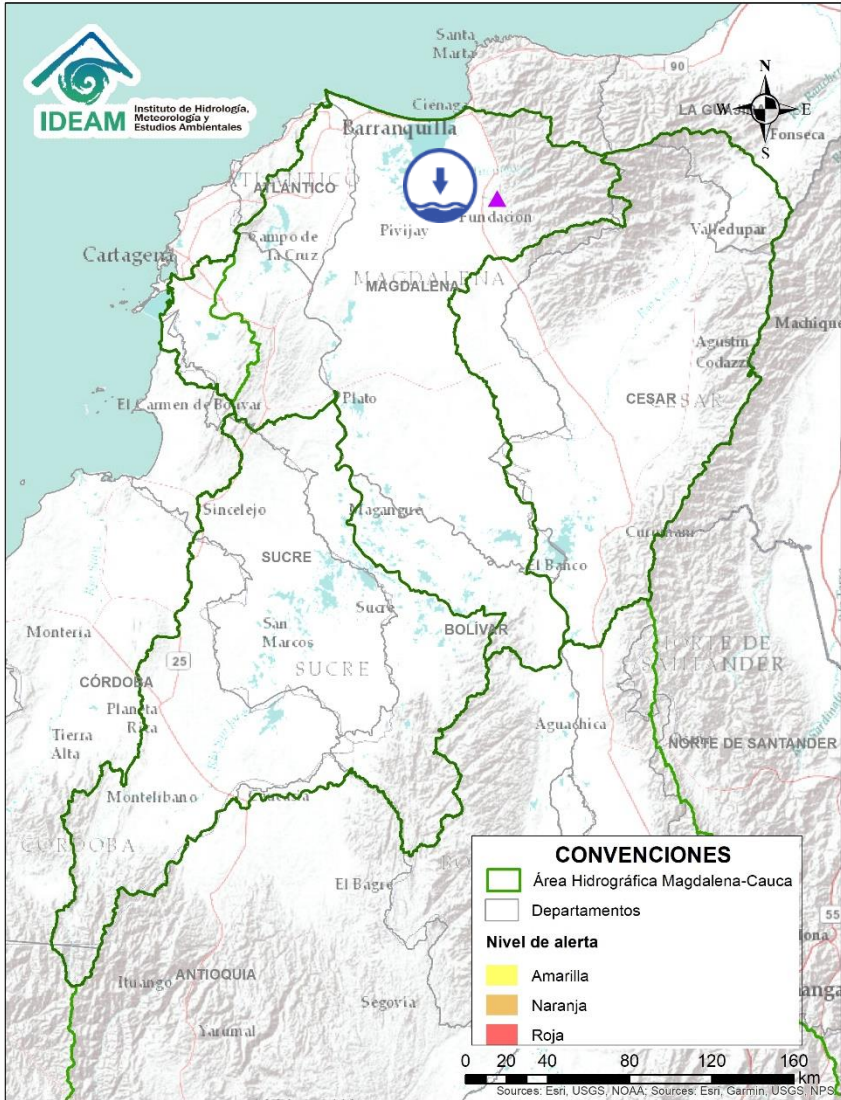 IDEAM
Instituto de Hidrología,
Meteorología y
Estudios Ambientales
Santa
Marta
90
N
W E
S
LA GUAJIRA
Ciénaga
Fonseca
Barranquilla
ATLÁNTICO
Fundación
Valledupar
Pivijay
Campo de
la Cruz
Cartagena
MAGDALENA
MAGDALENA
Machique
Agustín
Codazzi
CESAR
CESAR
El Carmen de Bolívar
Plato
Sincelejo
Magangué
Curumaní
SUCRE
El Banco
Sucre
BOLÍVAR
Montería
San
Marcos
NORTE DE
SANTANDER
25
SUCRE
CÓRDOBA
Planeta
Rica
Aguachica
Tierra
Alta
NORTE DE SANTANDER
Montelíbano
CÓRDOBA
El Bagre
Ituango
ANTIOQUIA
Segovia
Yarumal
CONVENCIONES
Área Hidrográfica Magdalena-Cauca
Departamentos
Nivel de alerta
Amarilla
Naranja
Roja
55
0 20 40 80 120 160
km
Sources: Esri, USGS, NOAA; Sources: Esri, Garmin, USGS, NPS